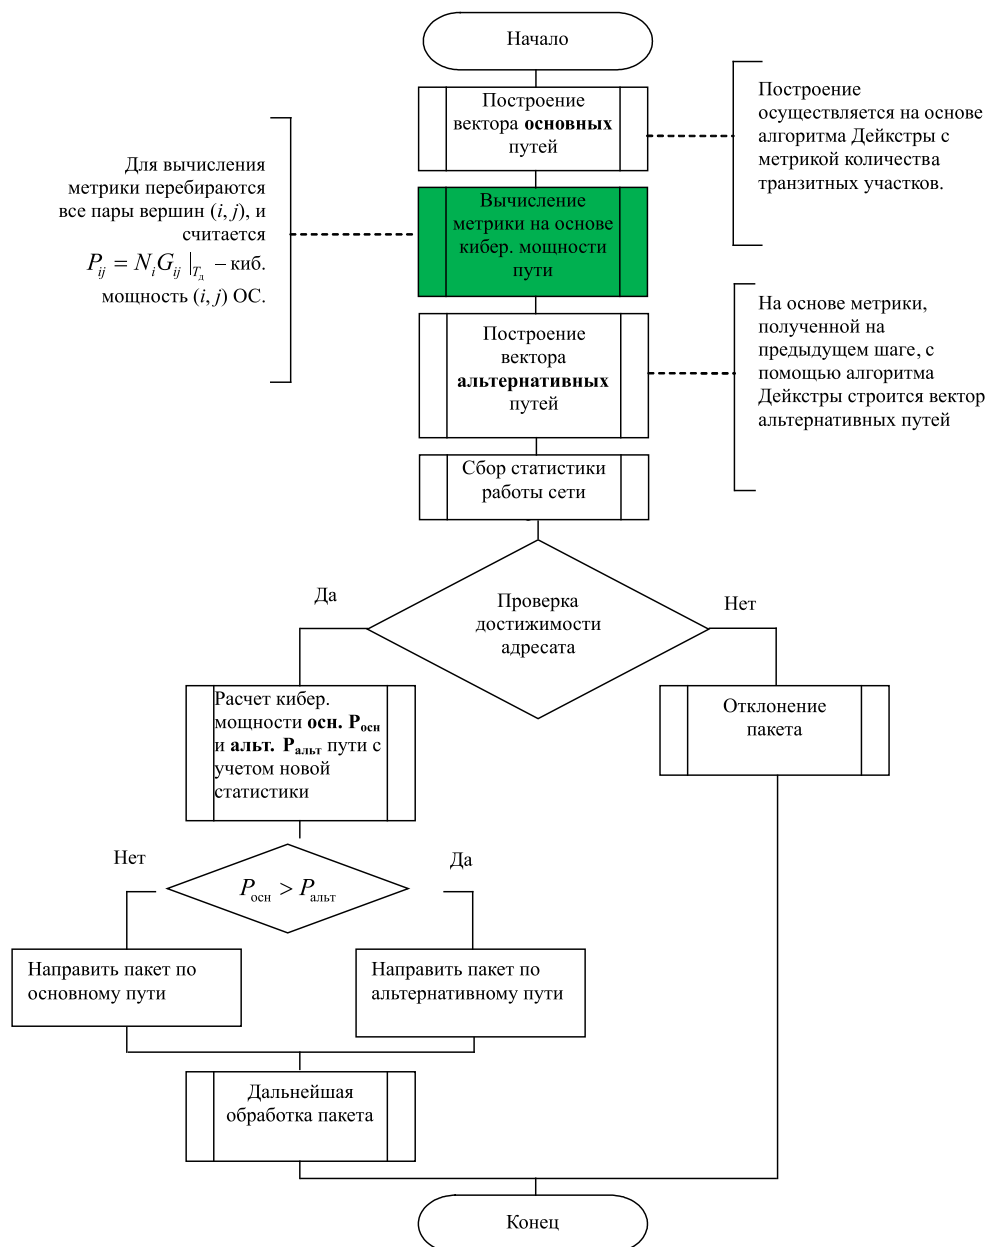 Начало
Построение
вектора основных
путей
Построение
осуществляется на основе
алгоритма Дейкстры с
метрикой количества
транзитных участков.
Для вычисления
метрики перебираются
все пары вершин (i, j), и
считается
P_ij = N_i G_ij |_Tд – киб.
мощность (i, j) ОС.
Вычисление
метрики на основе
кибер. мощности
пути
Построение
вектора
альтернативных
путей
На основе метрики,
полученной на
предыдущем шаге, с
помощью алгоритма
Дейкстры строится вектор
альтернативных путей
Сбор статистики
работы сети
Проверка
достижимости
адресата
Да
Нет
Расчет кибер.
мощности осн. Pосн
и альт. Pальт пути с
учетом новой
статистики
Отклонение
пакета
Pосн > Pальт
Нет
Да
Направить пакет по
основному пути
Направить пакет по
альтернативному пути
Дальнейшая
обработка пакета
Конец